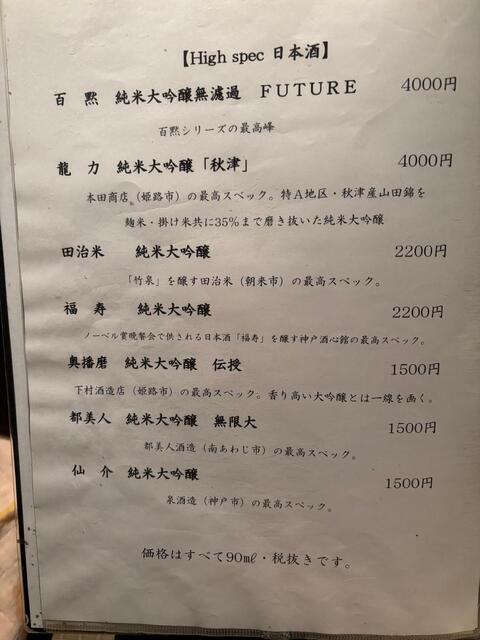 【High spec 日本酒】
百　黙　純米大吟醸無濾過　ＦＵＴＵＲＥ　4000円
百黙シリーズの最高峰
龍　力　純米大吟醸「秋津」　4000円
本田商店（姫路市）の最高スペック。特Ａ地区・秋津産山田錦を
麹米・掛け米共に35%まで磨き抜いた純米大吟醸
田治米　純米大吟醸　2200円
「竹泉」を醸す田治米（朝来市）の最高スペック。
福　寿　純米大吟醸　2200円
ノーベル賞晩餐会で供される日本酒「福寿」を醸す神戸酒心館の最高スペック。
奥播磨　純米大吟醸　伝授　1500円
下村酒造店（姫路市）の最高スペック。香り高い大吟醸とは一線を画く。
都美人　純米大吟醸　無限大　1500円
都美人酒造（南あわじ市）の最高スペック。
仙　介　純米大吟醸　1500円
泉酒造（神戸市）の最高スペック。
価格はすべて90㎖・税抜きです。